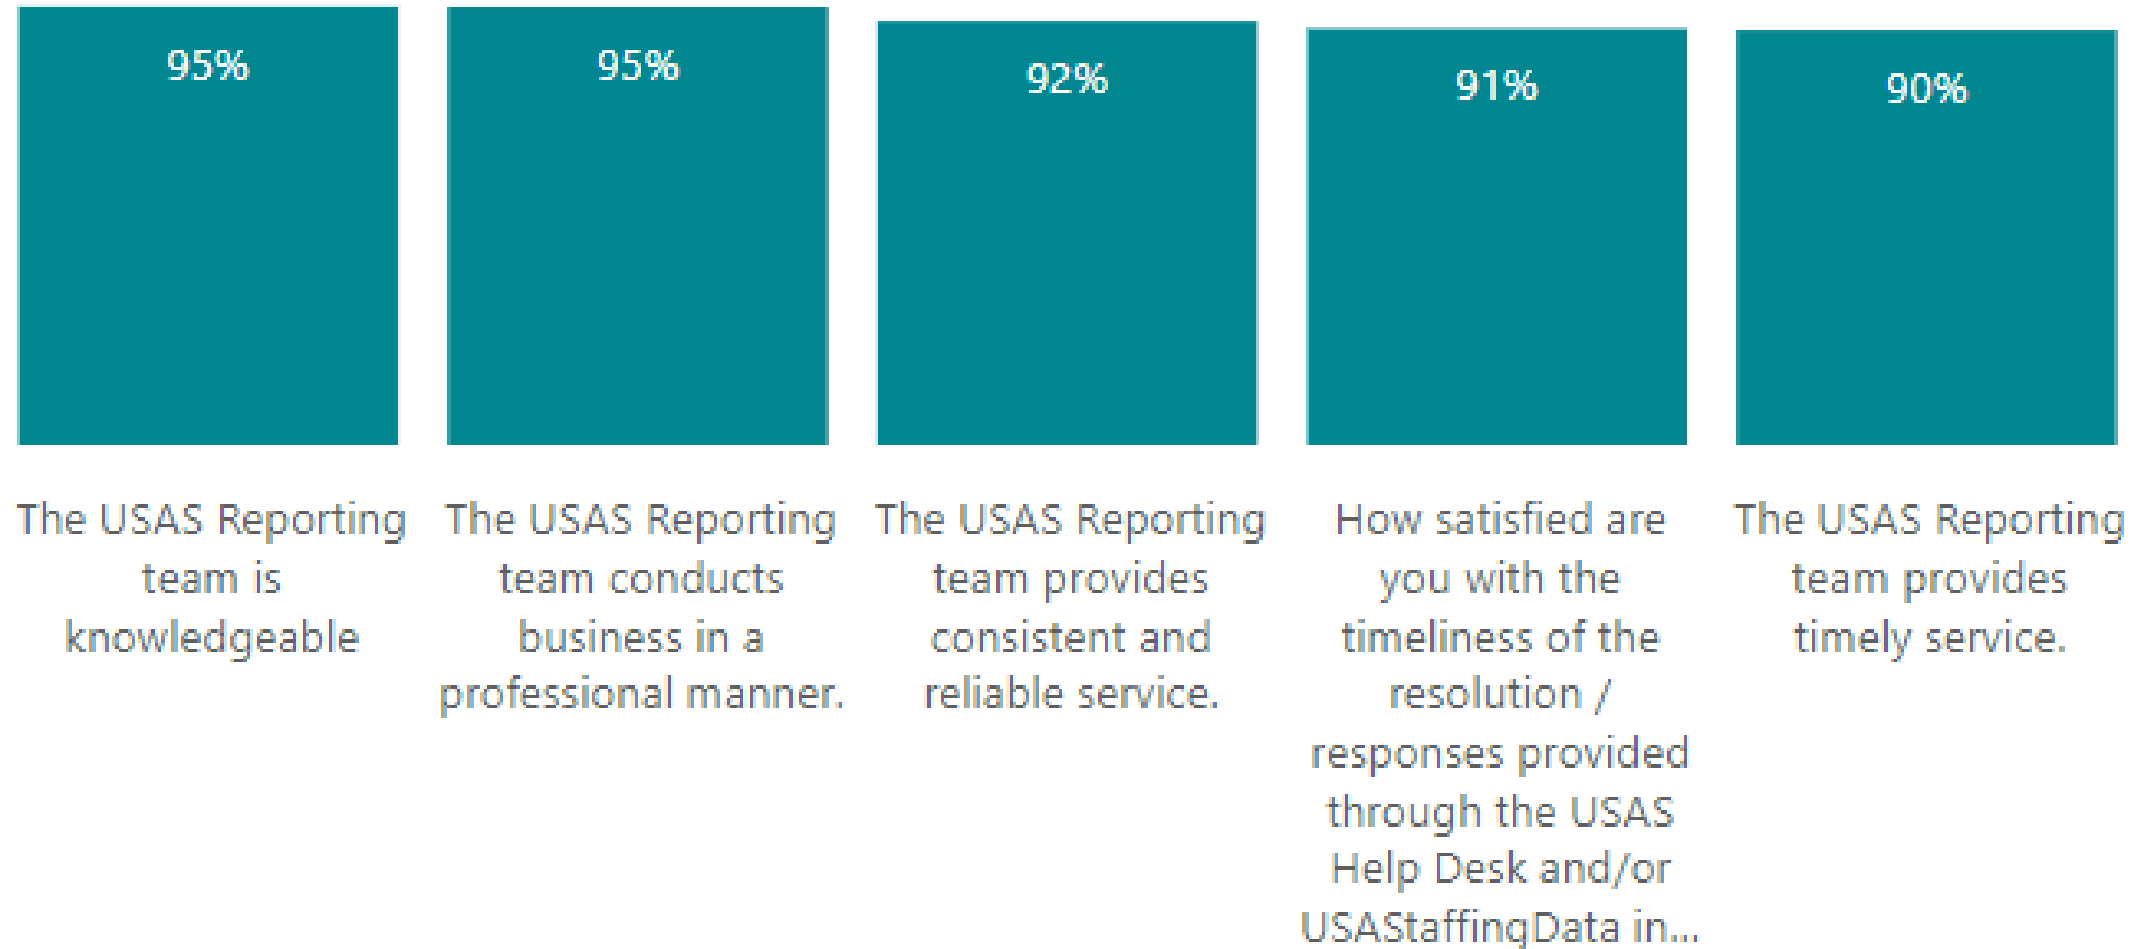 95%
95%
92%
91%
90%
The USAS Reporting
team is
knowledgeable
The USAS Reporting
team conducts
business in a
professional manner.
The USAS Reporting
team provides
consistent and
reliable service.
How satisfied are
you with the
timeliness of the
resolution /
responses provided
through the USAS
Help Desk and/or
USAStaffingData in...
The USAS Reporting
team provides
timely service.